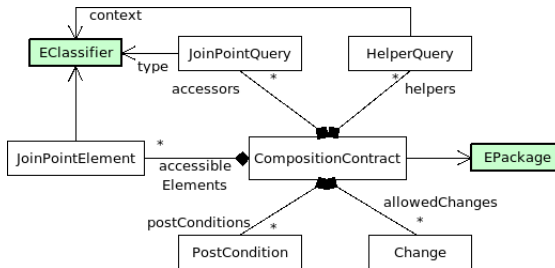 context
EClassifier
JoinPointQuery
HelperQuery
type
*
*
accessors
helpers
*
JoinPointElement
accessible
Elements
CompositionContract
EPackage
allowedChanges
postConditions
*
*
PostCondition
Change